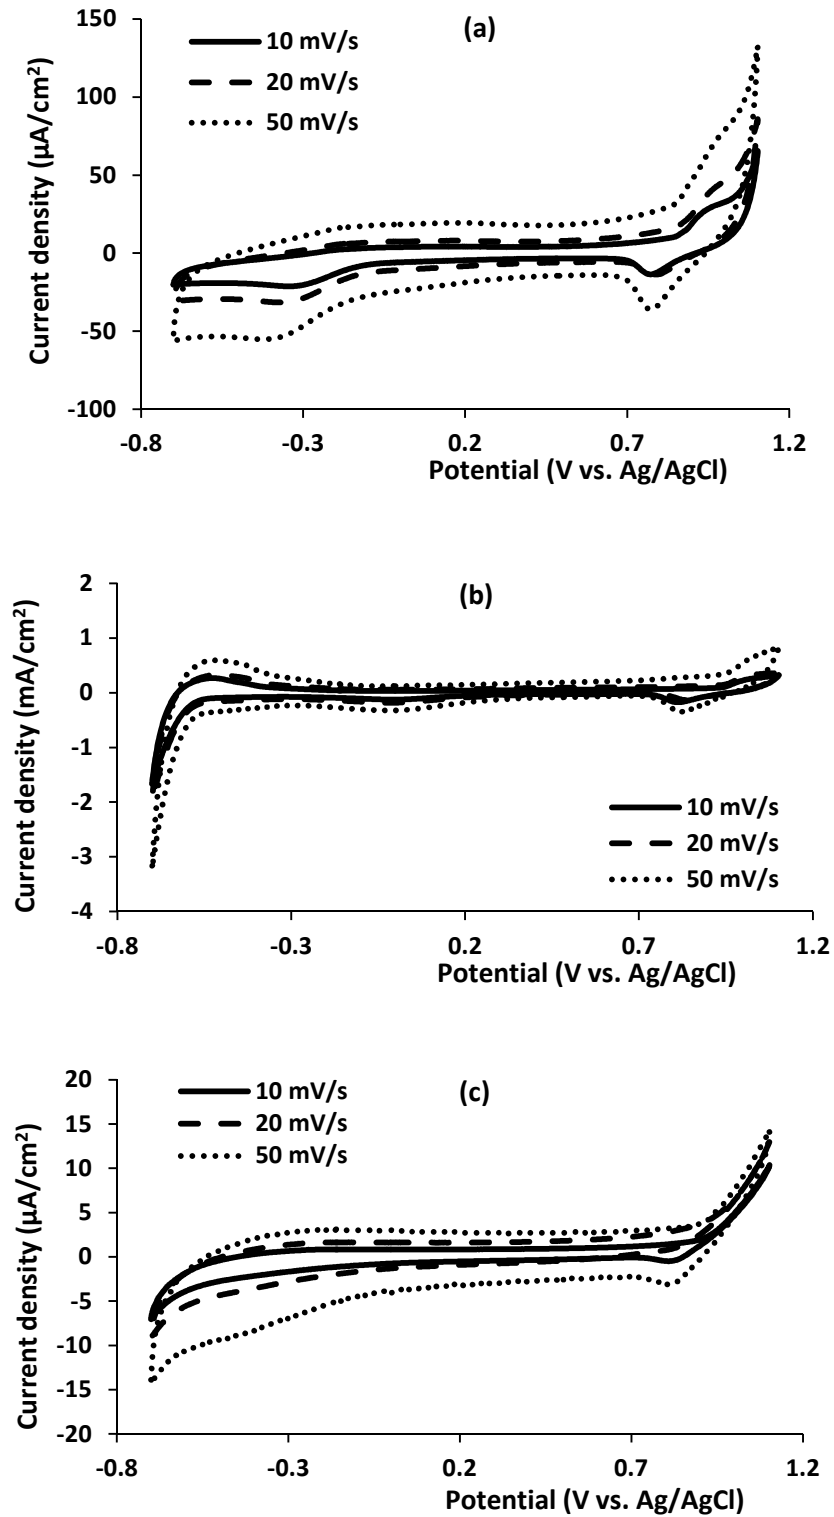 (a)
10 mV/s
20 mV/s
50 mV/s
Current density (µA/cm²)
150
100
50
0
-50
-100
-0.8 -0.3 0.2 0.7 1.2
Potential (V vs. Ag/AgCl)
(b)
Current density (mA/cm²)
2
1
0
-1
-2
-3
-4
10 mV/s
20 mV/s
50 mV/s
-0.8 -0.3 0.2 0.7 1.2
Potential (V vs. Ag/AgCl)
(c)
10 mV/s
20 mV/s
50 mV/s
Current density (µA/cm²)
20
15
10
5
0
-5
-10
-15
-20
-0.8 -0.3 0.2 0.7 1.2
Potential (V vs. Ag/AgCl)